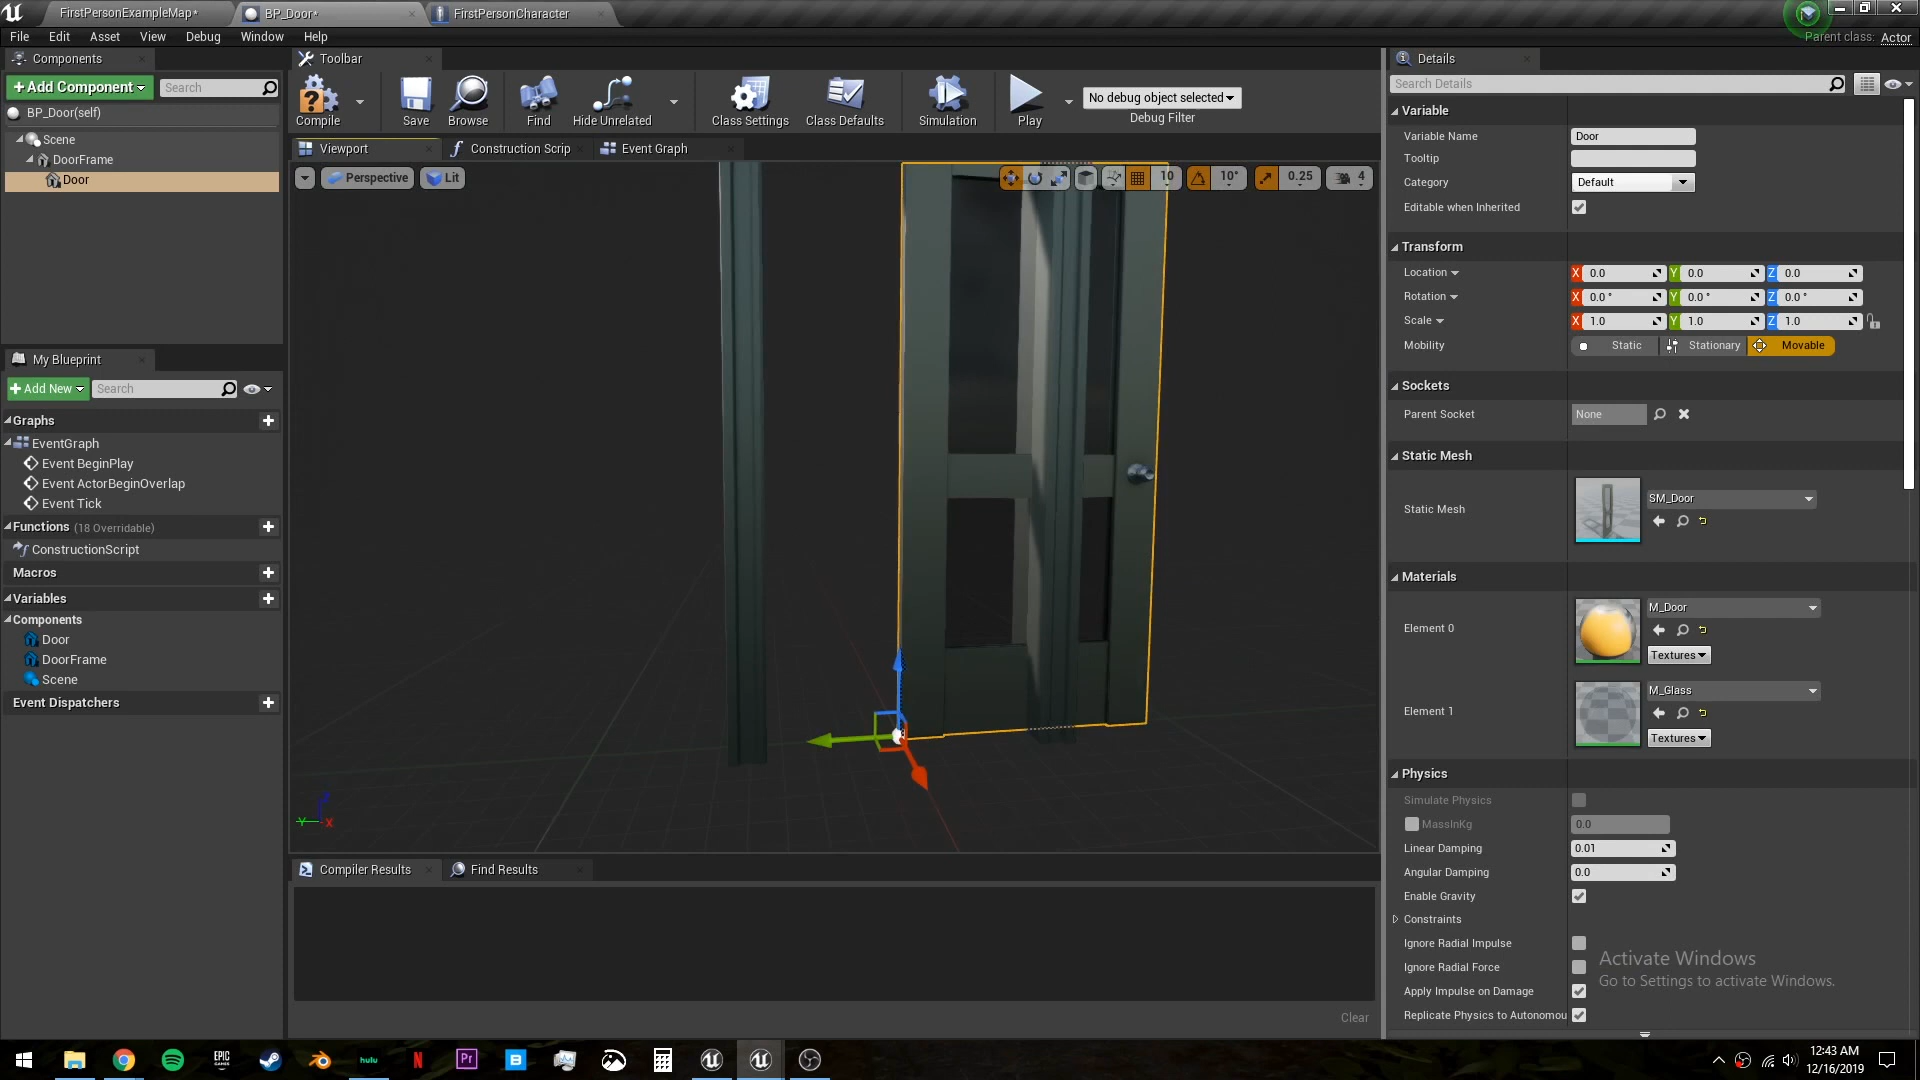 FirstPersonExampleMap*
BP_Door*
FirstPersonCharacter
File Edit Asset View Debug Window Help
Parent class: Actor
Components
+Add Component
Search
BP_Door(self)
Scene
DoorFrame
Door
My Blueprint
+Add New
Search
Graphs
EventGraph
Event BeginPlay
Event ActorBeginOverlap
Event Tick
Functions (18 Overridable)
ConstructionScript
Macros
Variables
Components
Door
DoorFrame
Scene
Event Dispatchers
Toolbar
Compile
Save
Browse
Find
Hide Unrelated
Class Settings
Class Defaults
Simulation
Play
No debug object selected
Debug Filter
Viewport
Construction Scrip
Event Graph
Perspective
Lit
10
10°
0.25
4
Z
Y X
Compiler Results
Find Results
Clear
Details
Search Details
Variable
Variable Name Door
Tooltip
Category Default
Editable when Inherited
Transform
Location X 0.0 Y 0.0 Z 0.0
Rotation X 0.0 ° Y 0.0 ° Z 0.0 °
Scale X 1.0 Y 1.0 Z 1.0
Mobility Static Stationary Movable
Sockets
Parent Socket None
Static Mesh
Static Mesh SM_Door
Materials
Element 0 M_Door
Textures
Element 1 M_Glass
Textures
Physics
Simulate Physics
MassInKg 0.0
Linear Damping 0.01
Angular Damping 0.0
Enable Gravity
Constraints
Ignore Radial Impulse
Ignore Radial Force
Apply Impulse on Damage
Replicate Physics to Autonomou
Activate Windows
Go to Settings to activate Windows.
EPIC GAMES
hulu
N
Pr
B
12:43 AM
12/16/2019